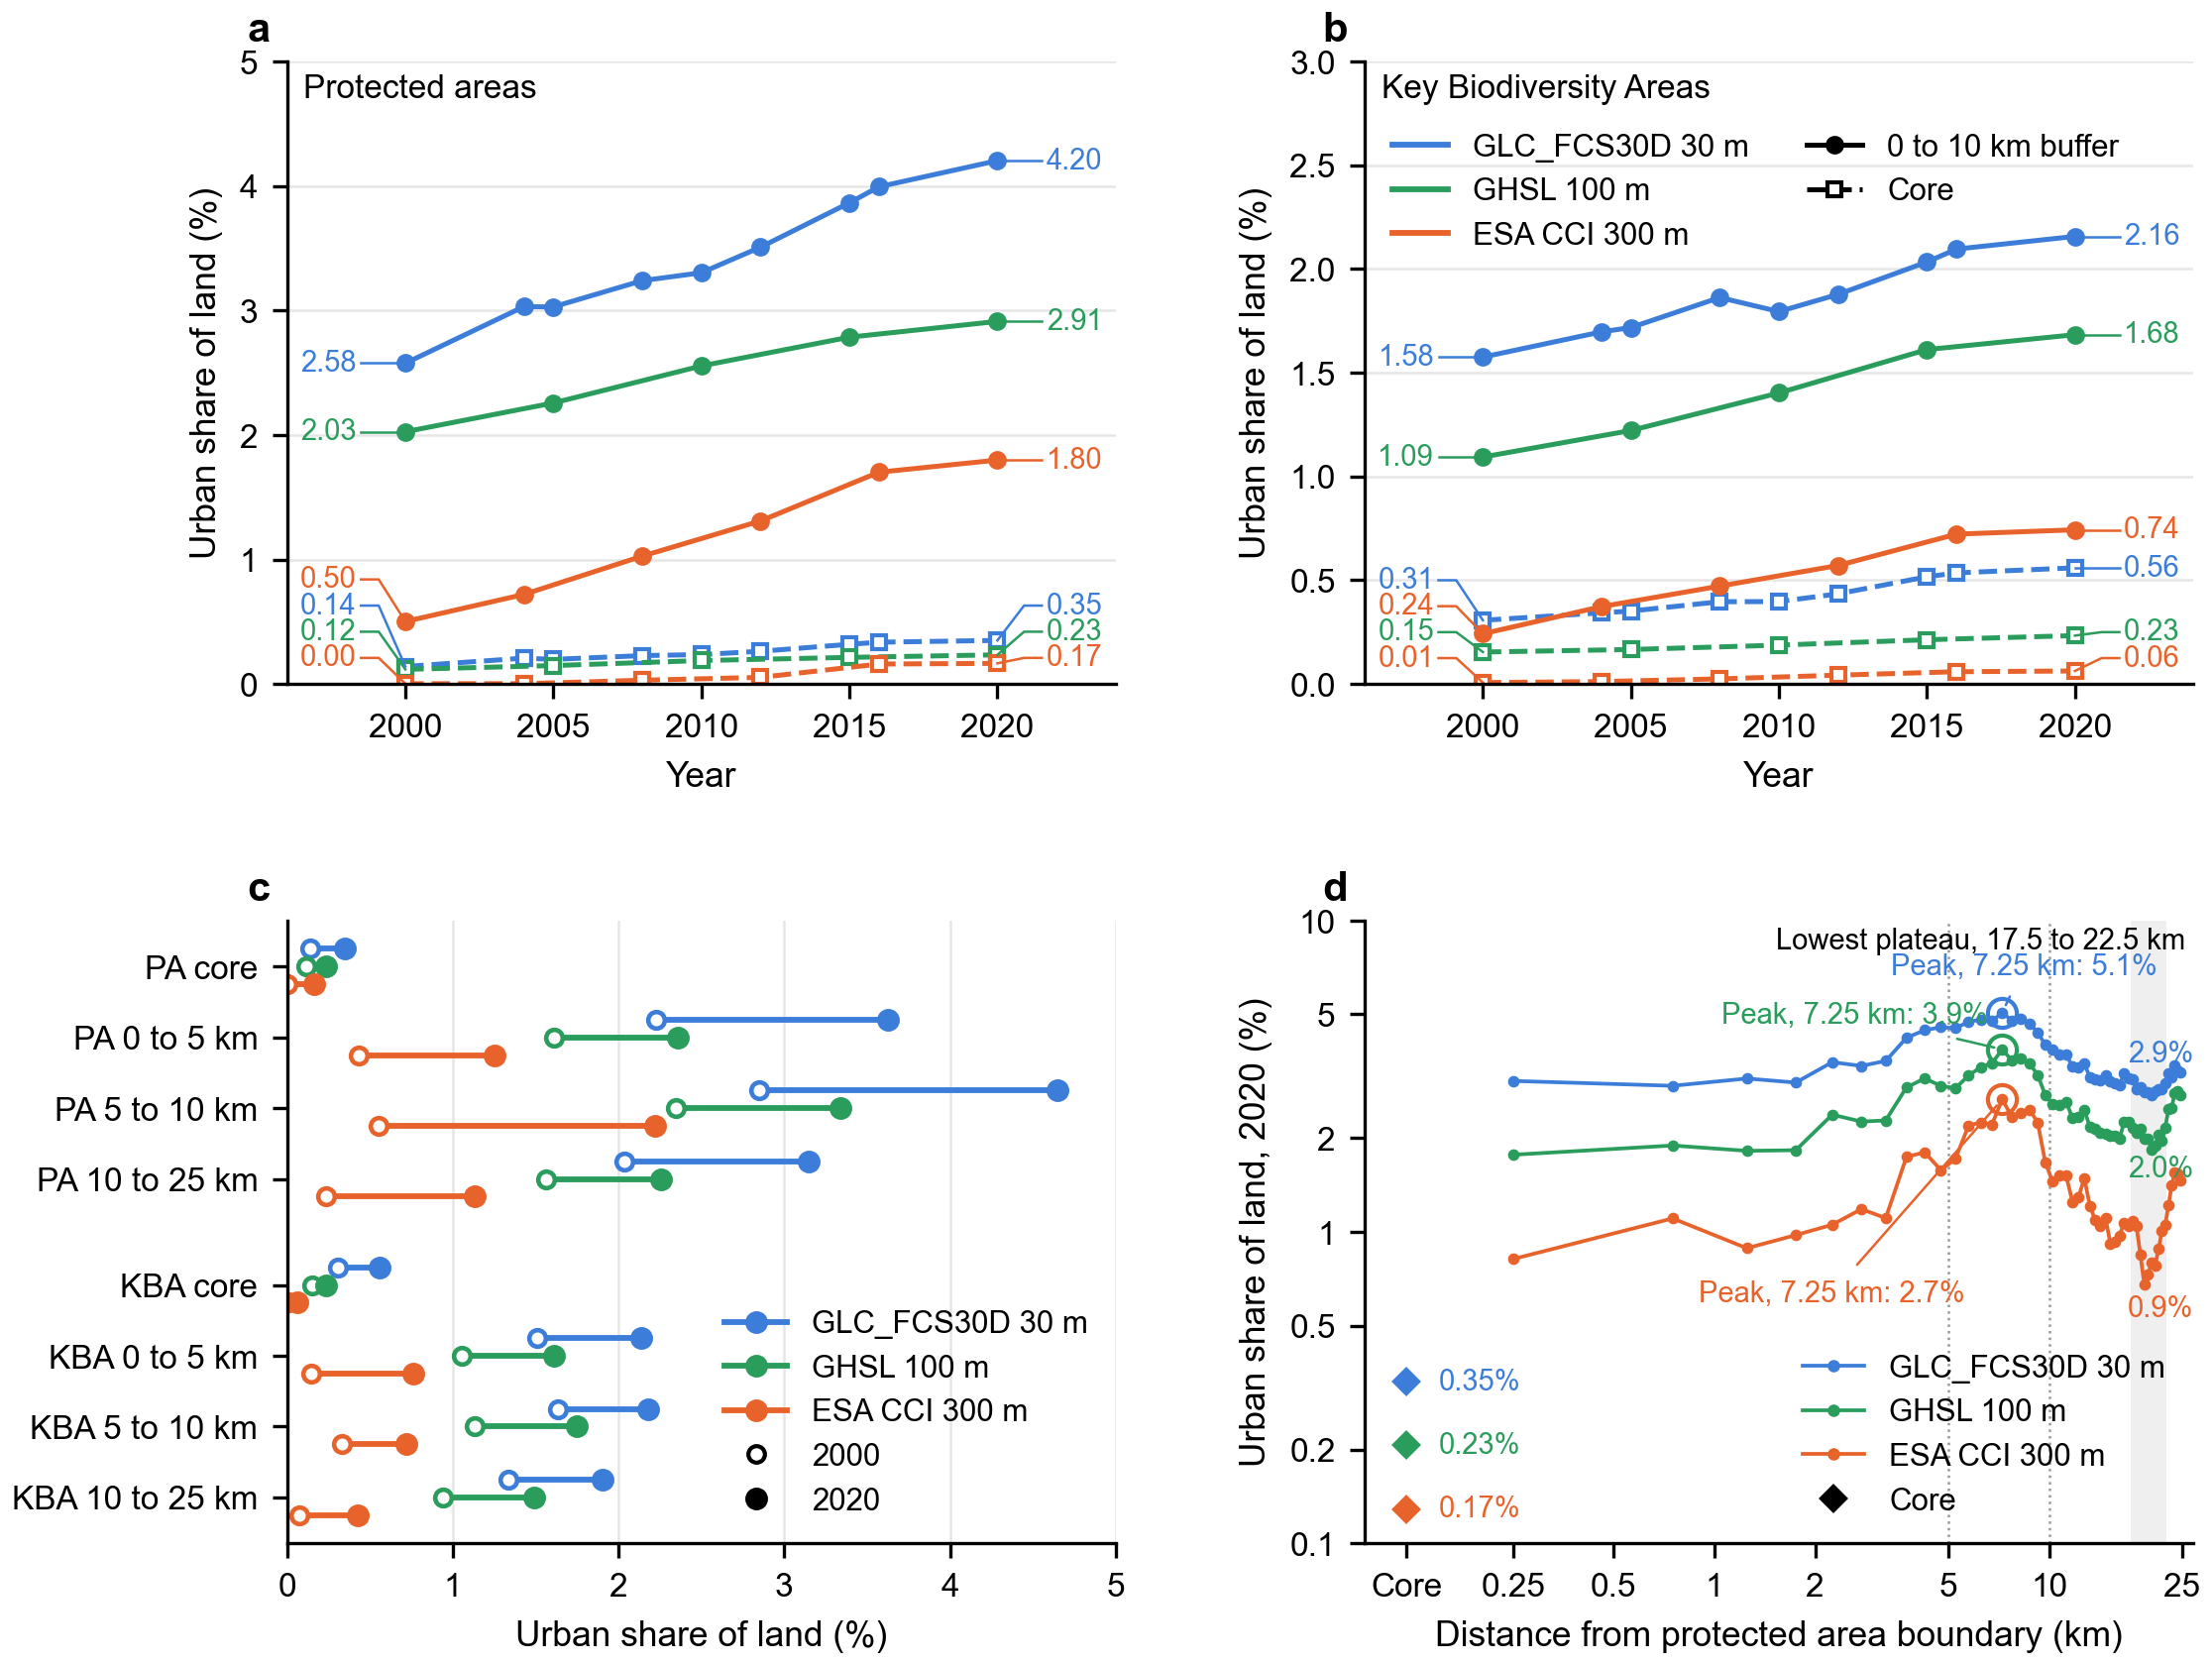 a
Protected areas
Urban share of land (%)
5
4
3
2
1
0
2.58
2.03
0.50
0.14
0.12
0.00
4.20
2.91
1.80
0.35
0.23
0.17
2000 2005 2010 2015 2020
Year
b
Key Biodiversity Areas
GLC_FCS30D 30 m
GHSL 100 m
ESA CCI 300 m
0 to 10 km buffer
Core
Urban share of land (%)
3.0
2.5
2.0
1.5
1.0
0.5
0.0
1.58
1.09
0.31
0.24
0.15
0.01
2.16
1.68
0.74
0.56
0.23
0.06
2000 2005 2010 2015 2020
Year
c
PA core
PA 0 to 5 km
PA 5 to 10 km
PA 10 to 25 km
KBA core
KBA 0 to 5 km
KBA 5 to 10 km
KBA 10 to 25 km
GLC_FCS30D 30 m
GHSL 100 m
ESA CCI 300 m
2000
2020
0 1 2 3 4 5
Urban share of land (%)
d
Urban share of land, 2020 (%)
10
5
2
1
0.5
0.2
0.1
Lowest plateau, 17.5 to 22.5 km
Peak, 7.25 km: 5.1%
Peak, 7.25 km: 3.9%
Peak, 7.25 km: 2.7%
2.9%
2.0%
0.9%
0.35%
0.23%
0.17%
GLC_FCS30D 30 m
GHSL 100 m
ESA CCI 300 m
Core
Core 0.25 0.5 1 2 5 10 25
Distance from protected area boundary (km)